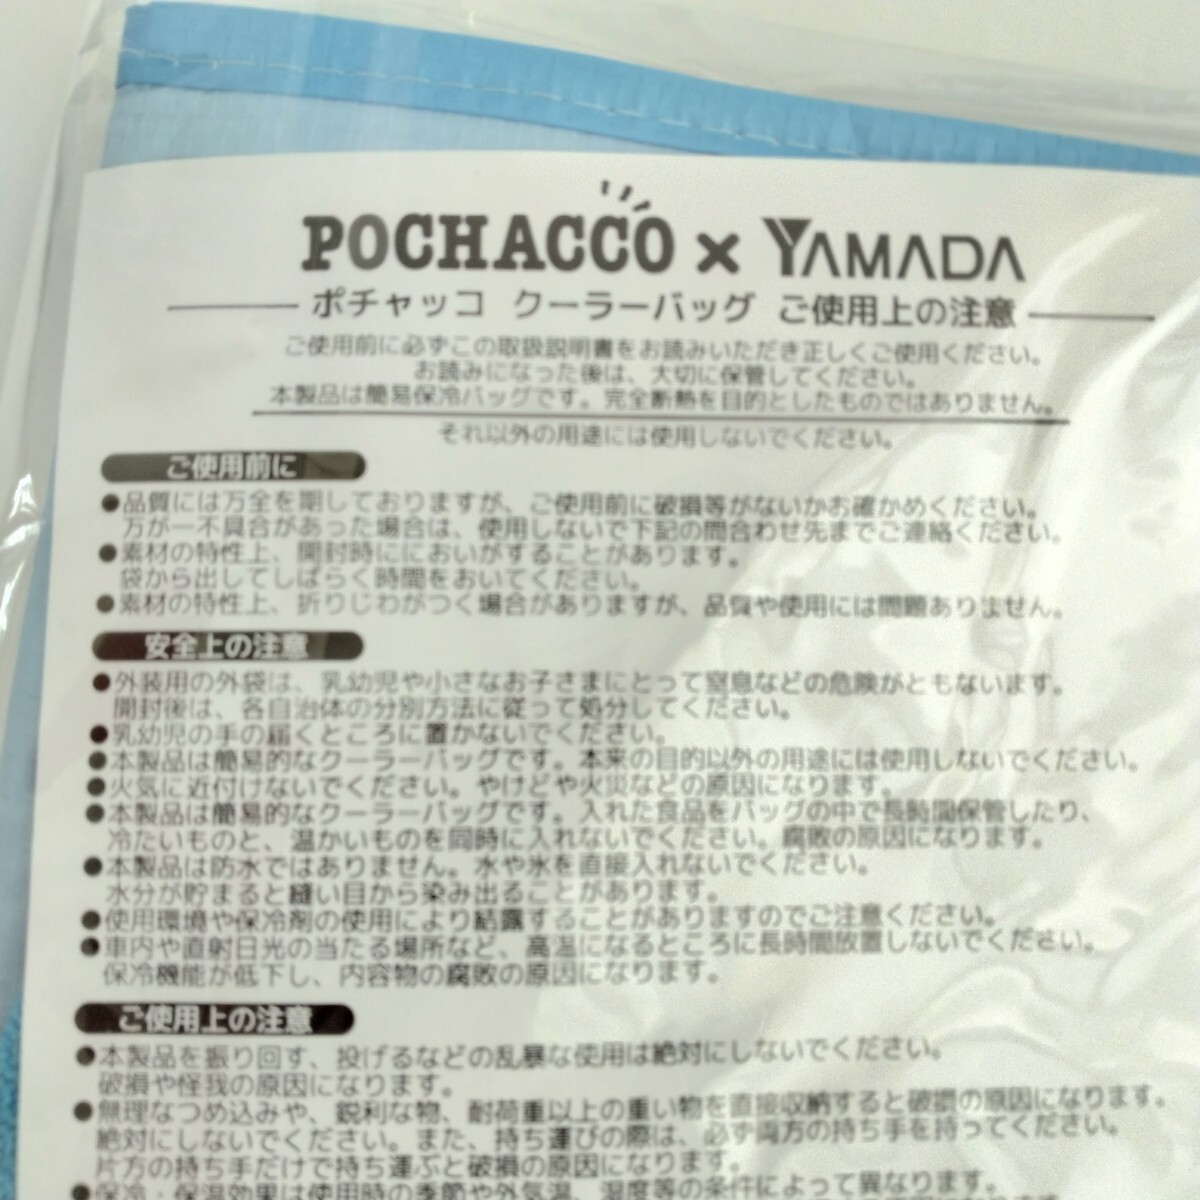 POCHACCO × YAMADA
ポチャッコ クーラーバッグ ご使用上の注意
ご使用前に必ずこの取扱説明書をお読みいただき正しくご使用ください。
お読みになった後は、大切に保管してください。
本製品は簡易保冷バッグです。完全断熱を目的としたものではありません。
それ以外の用途には使用しないでください。
ご使用前に
●品質には万全を期しておりますが、ご使用前に破損等がないかお確かめください。
万が一不具合があった場合は、使用しないで下記の問合わせ先までご連絡ください。
●素材の特性上、開封時ににおいがすることがあります。
袋から出してしばらく時間をおいてください。
●素材の特性上、折りじわがつく場合がありますが、品質や使用には問題ありません。
安全上の注意
●外装用の外袋は、乳幼児や小さなお子さまにとって窒息などの危険がともないます。
開封後は、各自治体の分別方法に従って処分してください。
●乳幼児の手の届くところに置かないでください。
●本製品は簡易的なクーラーバッグです。本来の目的以外の用途には使用しないでください。
●火気に近付けないでください。やけどや火災などの原因になります。
●本製品は簡易的なクーラーバッグです。入れた食品をバッグの中で長時間保管したり、
冷たいものと、温かいものを同時に入れないでください。腐敗の原因になります。
●本製品は防水ではありません。水や氷を直接入れないでください。
水分が貯まると縫い目から染み出ることがあります。
●使用環境や保冷剤の使用により結露することがありますのでご注意ください。
●車内や直射日光の当たる場所など、高温になるところに長時間放置しないでください。
保冷機能が低下し、内容物の腐敗の原因になります。
ご使用上の注意
●本製品を振り回す、投げるなどの乱暴な使用は絶対にしないでください。
破損や怪我の原因になります。
●無理なつめ込みや、鋭利な物、耐荷重以上の重い物を直接収納すると破損の原因になります。
絶対にしないでください。また、持ち運びの際は、必ず両方の持ち手を持ってください。
片方の持ち手だけで持ち運ぶと破損の原因になります。
●保冷・保温効果は使用時の季節や外気温、湿度等の条件によって異なります。